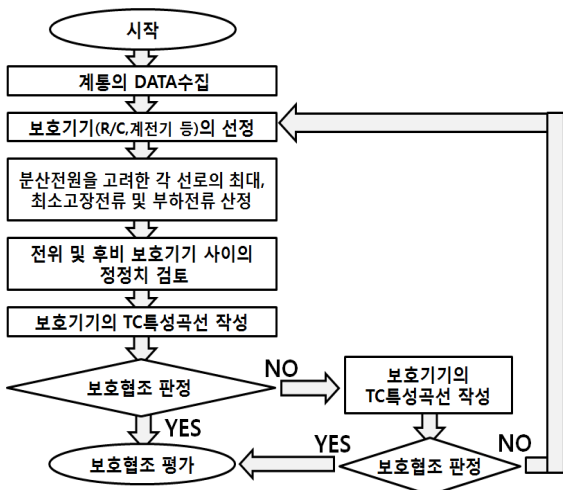 시작
계통의 DATA수집
보호기기(R/C,계전기 등)의 선정
분산전원을 고려한 각 선로의 최대,
최소고장전류 및 부하전류 산정
전위 및 후비 보호기기 사이의
정정치 검토
보호기기의 TC특성곡선 작성
보호협조 판정
NO
보호기기의
TC특성곡선 작성
YES
보호협조 평가
YES
보호협조 판정
NO